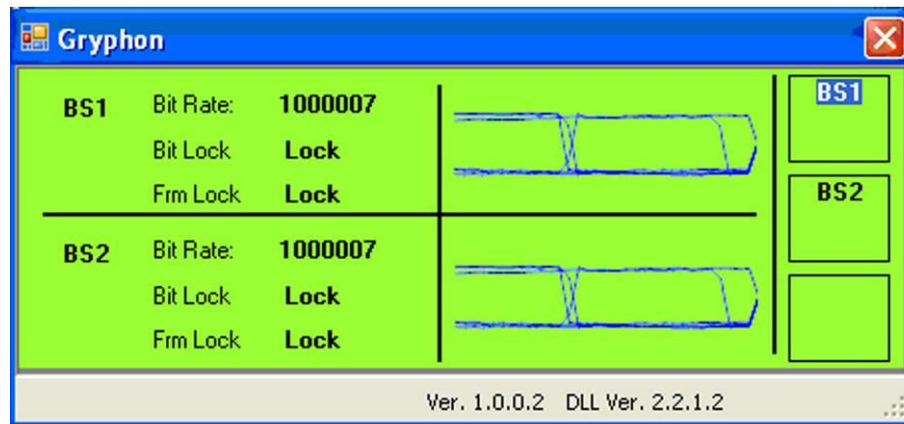 Gryphon
BS1 Bit Rate: 1000007
Bit Lock Lock
Frm Lock Lock
BS2 Bit Rate: 1000007
Bit Lock Lock
Frm Lock Lock
BS1
BS2
Ver. 1.0.0.2 DLL Ver. 2.2.1.2